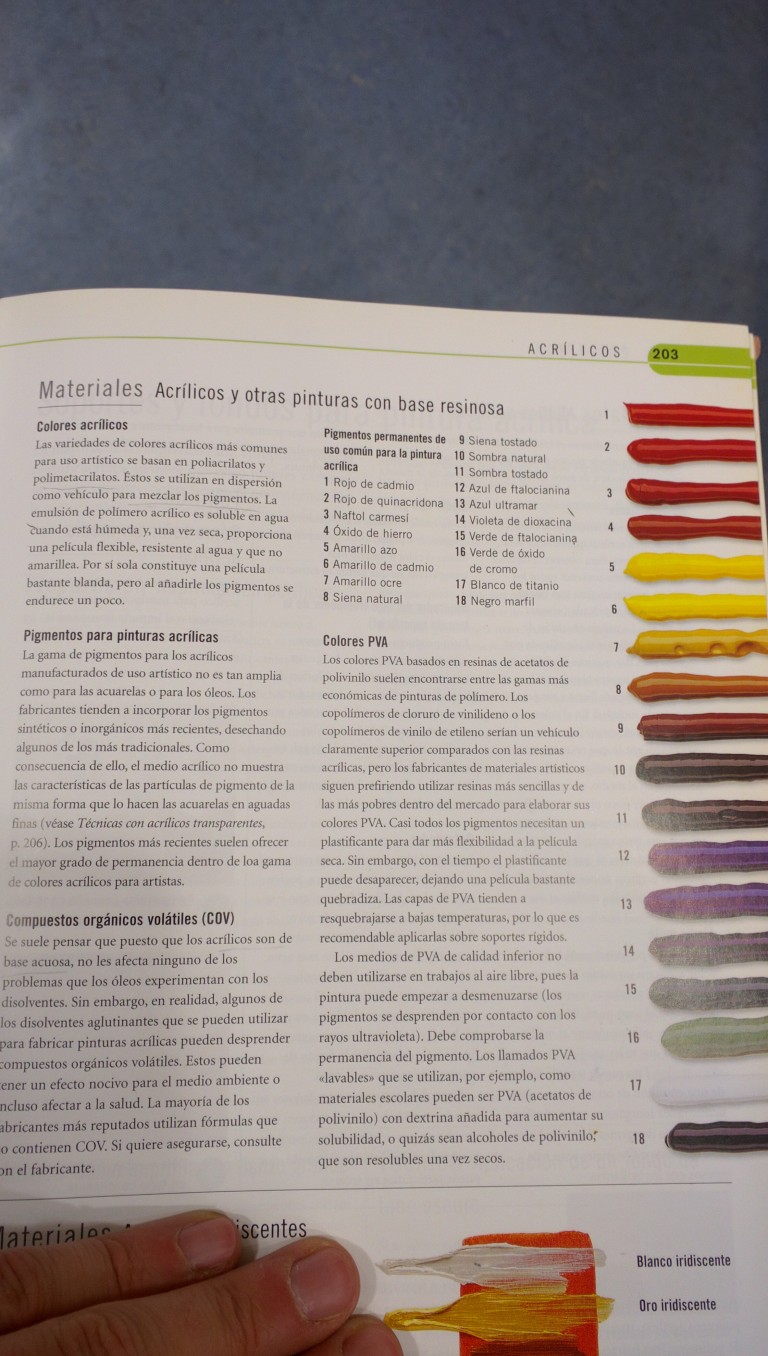 ACRÍLICOS 203
Materiales Acrílicos y otras pinturas con base resinosa
Colores acrílicos
Las variedades de colores acrílicos más comunes
para uso artístico se basan en poliacrilatos y
polimetacrilatos. Éstos se utilizan en dispersión
como vehículo para mezclar los pigmentos. La
emulsión de polímero acrílico es soluble en agua
cuando está húmeda y, una vez seca, proporciona
una película flexible, resistente al agua y que no
amarillea. Por sí sola constituye una película
bastante blanda, pero al añadirle los pigmentos se
endurece un poco.
Pigmentos para pinturas acrílicas
La gama de pigmentos para los acrílicos
manufacturados de uso artístico no es tan amplia
como para las acuarelas o para los óleos. Los
fabricantes tienden a incorporar los pigmentos
sintéticos o inorgánicos más recientes, desechando
algunos de los más tradicionales. Como
consecuencia de ello, el medio acrílico no muestra
las características de las partículas de pigmento de la
misma forma que lo hacen las acuarelas en aguadas
finas (véase Técnicas con acrílicos transparentes,
p. 206). Los pigmentos más recientes suelen ofrecer
el mayor grado de permanencia dentro de loa gama
de colores acrílicos para artistas.
Compuestos orgánicos volátiles (COV)
Se suele pensar que puesto que los acrílicos son de
base acuosa, no les afecta ninguno de los
problemas que los óleos experimentan con los
disolventes. Sin embargo, en realidad, algunos de
los disolventes aglutinantes que se pueden utilizar
para fabricar pinturas acrílicas pueden desprender
compuestos orgánicos volátiles. Estos pueden
ener un efecto nocivo para el medio ambiente o
ncluso afectar a la salud. La mayoría de los
abricantes más reputados utilizan fórmulas que
o contienen COV. Si quiere asegurarse, consulte
on el fabricante.
Pigmentos permanentes de
uso común para la pintura
acrílica
1 Rojo de cadmio
2 Rojo de quinacridona
3 Naftol carmesí
4 Óxido de hierro
5 Amarillo azo
6 Amarillo de cadmio
7 Amarillo ocre
8 Siena natural
9 Siena tostado
10 Sombra natural
11 Sombra tostado
12 Azul de ftalocianina
13 Azul ultramar
14 Violeta de dioxacina
15 Verde de ftalocianina
16 Verde de óxido
de cromo
17 Blanco de titanio
18 Negro marfil
Colores PVA
Los colores PVA basados en resinas de acetatos de
polivinilo suelen encontrarse entre las gamas más
económicas de pinturas de polímero. Los
copolímeros de cloruro de vinilideno o los
copolímeros de vinilo de etileno serían un vehículo
claramente superior comparados con las resinas
acrílicas, pero los fabricantes de materiales artísticos
siguen prefiriendo utilizar resinas más sencillas y de
las más pobres dentro del mercado para elaborar sus
colores PVA. Casi todos los pigmentos necesitan un
plastificante para dar más flexibilidad a la película
seca. Sin embargo, con el tiempo el plastificante
puede desaparecer, dejando una película bastante
quebradiza. Las capas de PVA tienden a
resquebrajarse a bajas temperaturas, por lo que es
recomendable aplicarlas sobre soportes rígidos.
Los medios de PVA de calidad inferior no
deben utilizarse en trabajos al aire libre, pues la
pintura puede empezar a desmenuzarse (los
pigmentos se desprenden por contacto con los
rayos ultravioleta). Debe comprobarse la
permanencia del pigmento. Los llamados PVA
«lavables» que se utilizan, por ejemplo, como
materiales escolares pueden ser PVA (acetatos de
polivinilo) con dextrina añadida para aumentar su
solubilidad, o quizás sean alcoholes de polivinilo,
que son resolubles una vez secos.
1
2
3
4
5
6
7
8
9
10
11
12
13
14
15
16
17
18
iscentes
Blanco iridiscente
Oro iridiscente